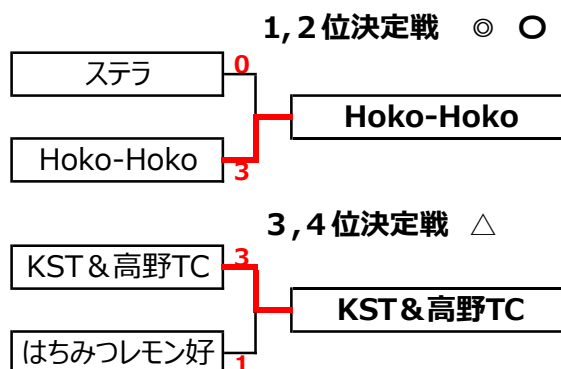 1,２位決定戦　◎　〇
ステラ
0
Hoko-Hoko
Hoko-Hoko
3
３,４位決定戦　△
KST＆高野TC
3
KST＆高野TC
はちみつレモン好
1